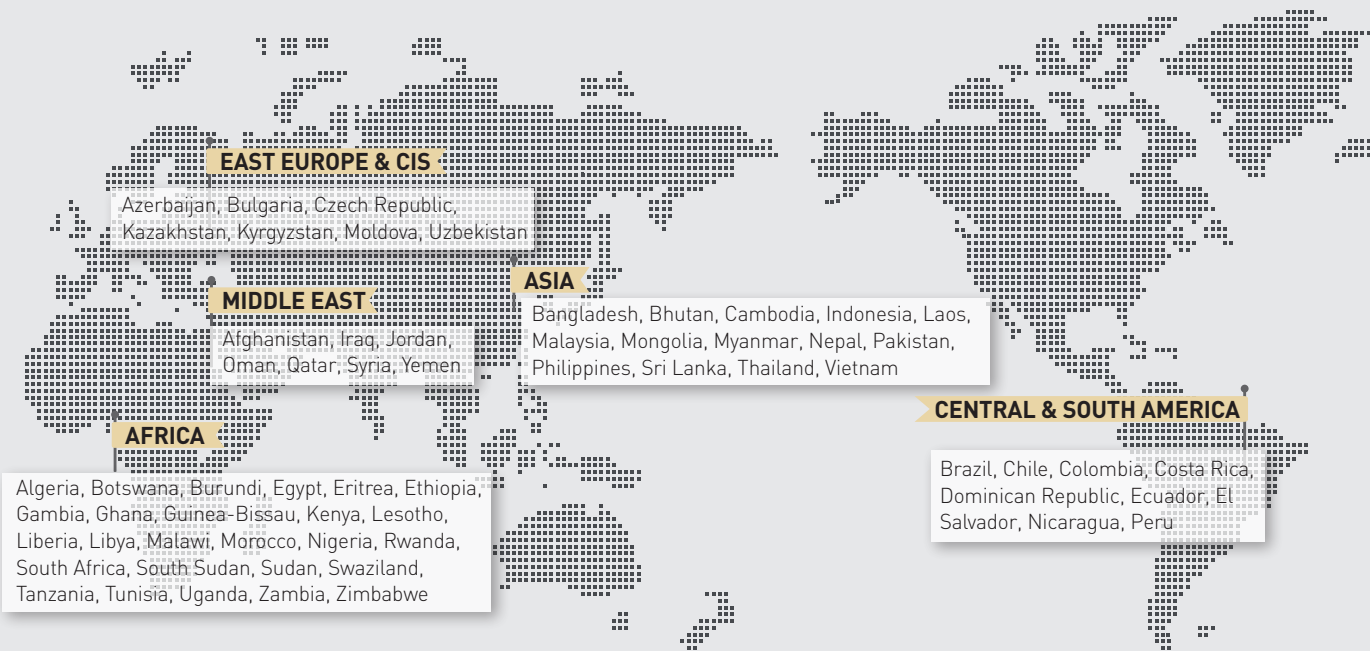 EAST EUROPE & CIS
Azerbaijan, Bulgaria, Czech Republic,
Kazakhstan, Kyrgyzstan, Moldova, Uzbekistan
MIDDLE EAST
Afghanistan, Iraq, Jordan,
Oman, Qatar, Syria, Yemen
ASIA
Bangladesh, Bhutan, Cambodia, Indonesia, Laos,
Malaysia, Mongolia, Myanmar, Nepal, Pakistan,
Philippines, Sri Lanka, Thailand, Vietnam
AFRICA
Algeria, Botswana, Burundi, Egypt, Eritrea, Ethiopia,
Gambia, Ghana, Guinea-Bissau, Kenya, Lesotho,
Liberia, Libya, Malawi, Morocco, Nigeria, Rwanda,
South Africa, South Sudan, Sudan, Swaziland,
Tanzania, Tunisia, Uganda, Zambia, Zimbabwe
CENTRAL & SOUTH AMERICA
Brazil, Chile, Colombia, Costa Rica,
Dominican Republic, Ecuador, El
Salvador, Nicaragua, Peru